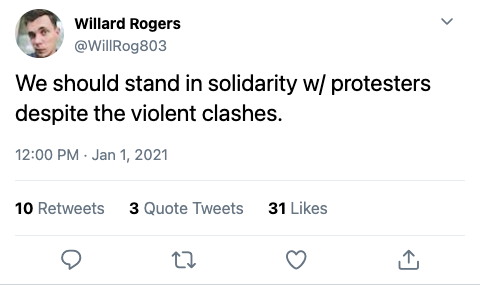 Willard Rogers
@WillRog803
We should stand in solidarity w/ protesters
despite the violent clashes.
12:00 PM · Jan 1, 2021
10 Retweets 3 Quote Tweets 31 Likes